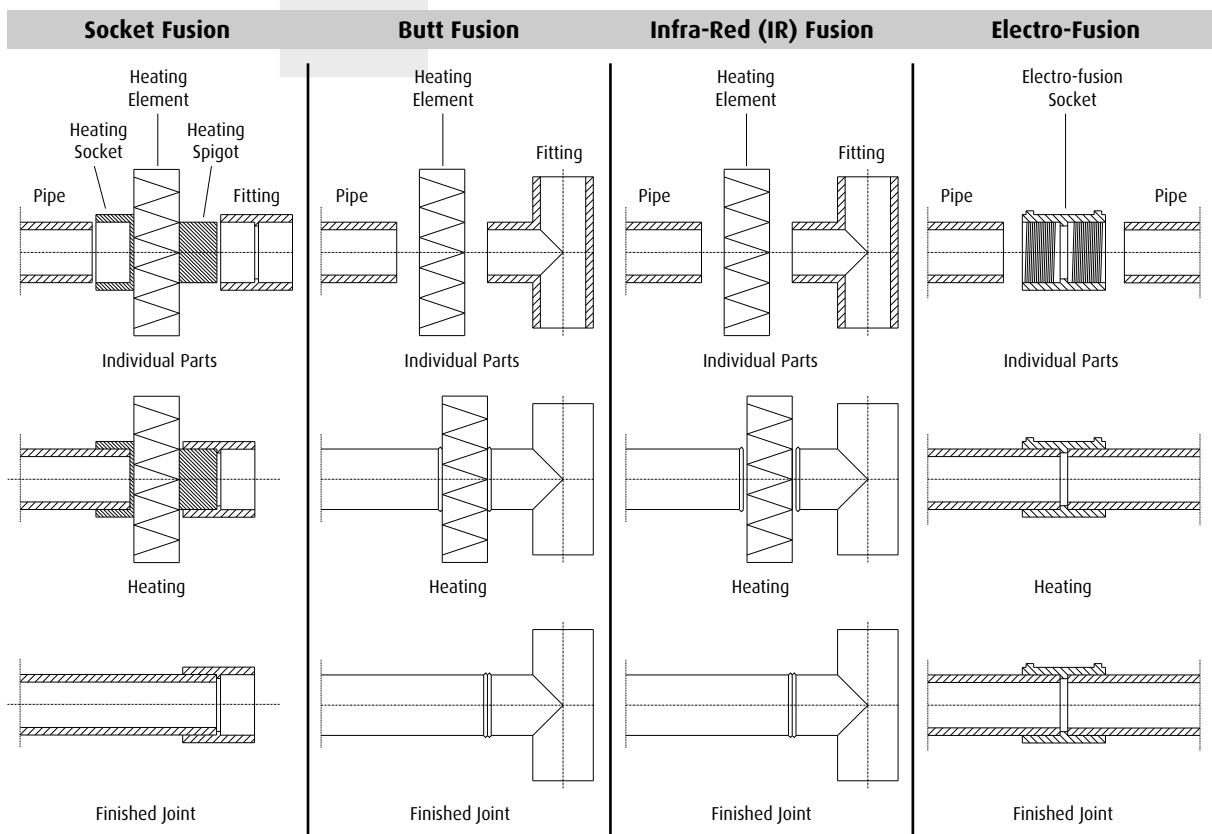 Socket Fusion
Heating
Element
Heating
Socket
Heating
Spigot
Pipe
Fitting
Individual Parts
Heating
Finished Joint
Butt Fusion
Heating
Element
Fitting
Pipe
Individual Parts
Heating
Finished Joint
Infra-Red (IR) Fusion
Heating
Element
Fitting
Pipe
Individual Parts
Heating
Finished Joint
Electro-Fusion
Electro-fusion
Socket
Pipe
Pipe
Individual Parts
Heating
Finished Joint